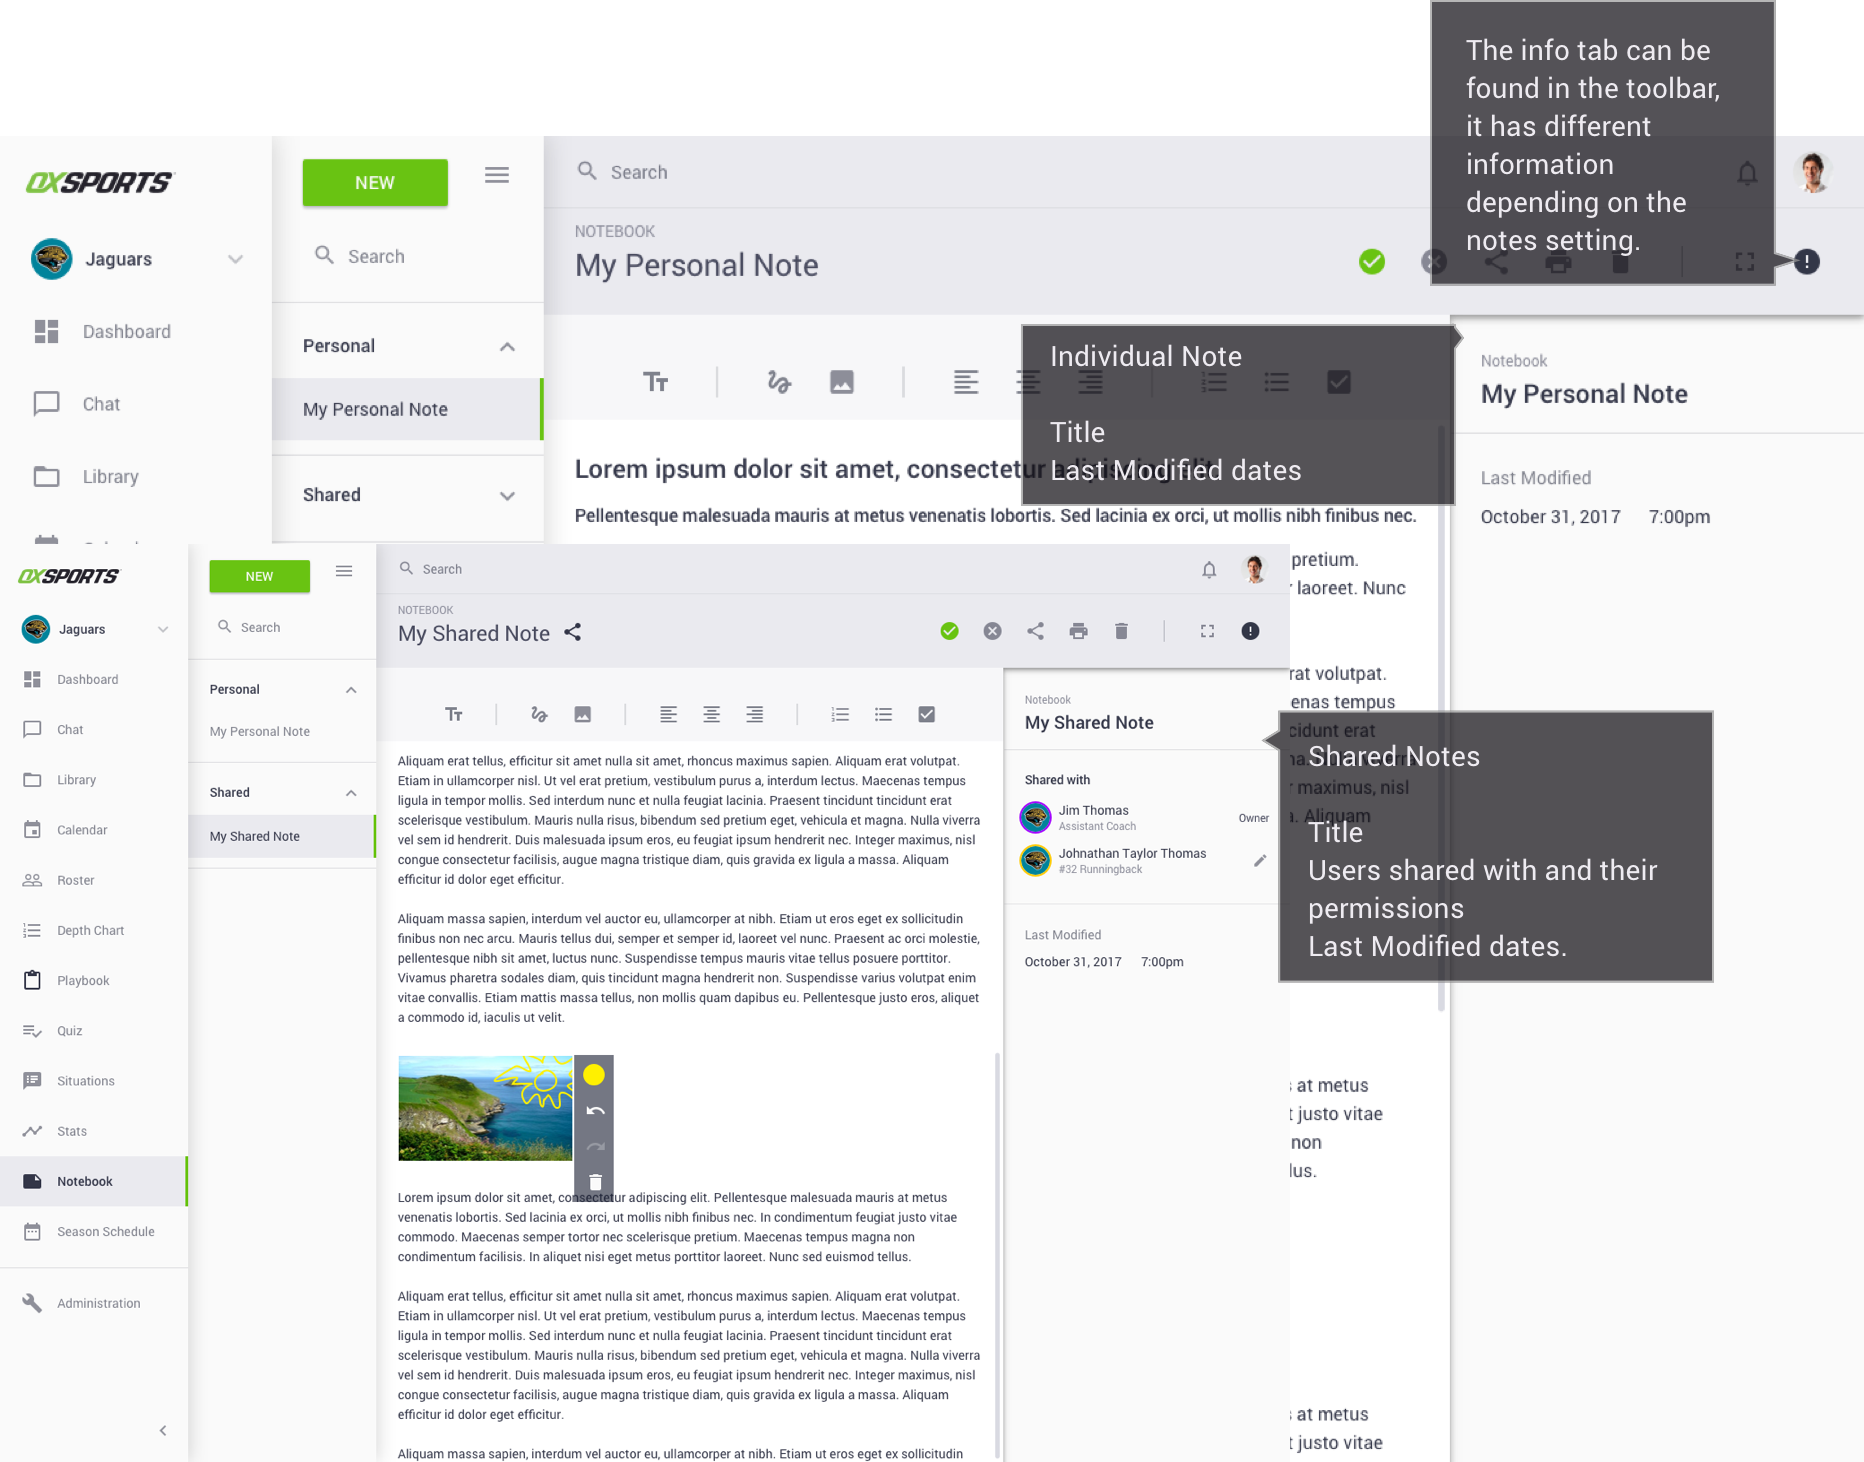 The info tab can be
found in the toolbar,
it has different
information
depending on the
notes setting.
OXSPORTS
NEW
Search
Jaguars
Search
NOTEBOOK
My Personal Note
Dashboard
Personal
Individual Note
Notebook
My Personal Note
Chat
My Personal Note
Title
Last Modified dates
Lorem ipsum dolor sit amet, consectetur adipiscing elit.
Library
Shared
Last Modified
October 31, 2017 7:00pm
Pellentesque malesuada mauris at metus venenatis lobortis. Sed lacinia ex orci, ut mollis nibh finibus nec.
pretium.
laoreet. Nunc
rat volutpat.
enas tempus
cidunt erat
maximus, nisl
Aliquam
at metus
t justo vitae
non
lus.
at metus
t justo vitae
OXSPORTS
NEW
Search
Jaguars
Search
NOTEBOOK
My Shared Note
Dashboard
Chat
Library
Calendar
Roster
Depth Chart
Playbook
Quiz
Situations
Stats
Notebook
Season Schedule
Administration
Personal
My Personal Note
Shared
My Shared Note
Aliquam erat tellus, efficitur sit amet nulla sit amet, rhoncus maximus sapien. Aliquam erat volutpat.
Etiam in ullamcorper nisl. Ut vel erat pretium, vestibulum purus a, interdum lectus. Maecenas tempus
ligula in tempor mollis. Sed interdum nunc et nulla feugiat lacinia. Praesent tincidunt tincidunt erat
scelerisque vestibulum. Mauris nulla risus, bibendum sed pretium eget, vehicula et magna. Nulla viverra
vel sem id hendrerit. Duis malesuada ipsum eros, eu feugiat ipsum hendrerit nec. Integer maximus, nisl
congue consectetur facilisis, augue magna tristique diam, quis gravida ex ligula a massa. Aliquam
efficitur id dolor eget efficitur.
Aliquam massa sapien, interdum vel auctor eu, ullamcorper at nibh. Etiam ut eros eget ex sollicitudin
finibus non nec arcu. Mauris tellus dui, semper et semper id, laoreet vel nunc. Praesent ac orci molestie,
pellentesque nibh sit amet, luctus nunc. Suspendisse tempus mauris vitae tellus posuere porttitor.
Vivamus pharetra sodales diam, quis tincidunt magna hendrerit non. Suspendisse varius volutpat enim
vitae convallis. Etiam mattis massa tellus, non mollis quam dapibus eu. Pellentesque justo eros, aliquet
a commodo id, iaculis ut velit.
Lorem ipsum dolor sit amet, consectetur adipiscing elit. Pellentesque malesuada mauris at metus
venenatis lobortis. Sed lacinia ex orci, ut mollis nibh finibus nec. In condimentum feugiat justo vitae
commodo. Maecenas semper tortor nec scelerisque pretium. Maecenas tempus magna non
condimentum facilisis. In aliquet nisi eget metus porttitor laoreet. Nunc sed euismod tellus.
Aliquam erat tellus, efficitur sit amet nulla sit amet, rhoncus maximus sapien. Aliquam erat volutpat.
Etiam in ullamcorper nisl. Ut vel erat pretium, vestibulum purus a, interdum lectus. Maecenas tempus
ligula in tempor mollis. Sed interdum nunc et nulla feugiat lacinia. Praesent tincidunt tincidunt erat
scelerisque vestibulum. Mauris nulla risus, bibendum sed pretium eget, vehicula et magna. Nulla viverra
vel sem id hendrerit. Duis malesuada ipsum eros, eu feugiat ipsum hendrerit nec. Integer maximus, nisl
congue consectetur facilisis, augue magna tristique diam, quis gravida ex ligula a massa. Aliquam
efficitur id dolor eget efficitur.
Aliquam massa sapien, interdum vel auctor eu, ullamcorper at nibh. Etiam ut eros eget ex sollicitudin
Notebook
My Shared Note
Shared with
Jim Thomas
Assistant Coach
Owner
Johnathan Taylor Thomas
#32 Runningback
Last Modified
October 31, 2017 7:00pm
Shared Notes
Title
Users shared with and their
permissions
Last Modified dates.